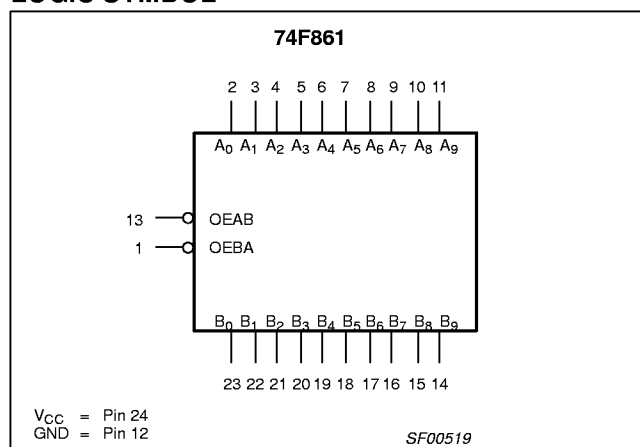 LOGIC SYMBOL
74F861
2 3 4 5 6 7 8 9 10 11
A0 A1 A2 A3 A4 A5 A6 A7 A8 A9
13 OEAB
1 OEBA
B0 B1 B2 B3 B4 B5 B6 B7 B8 B9
23 22 21 20 19 18 17 16 15 14
VCC = Pin 24
GND = Pin 12
SF00519